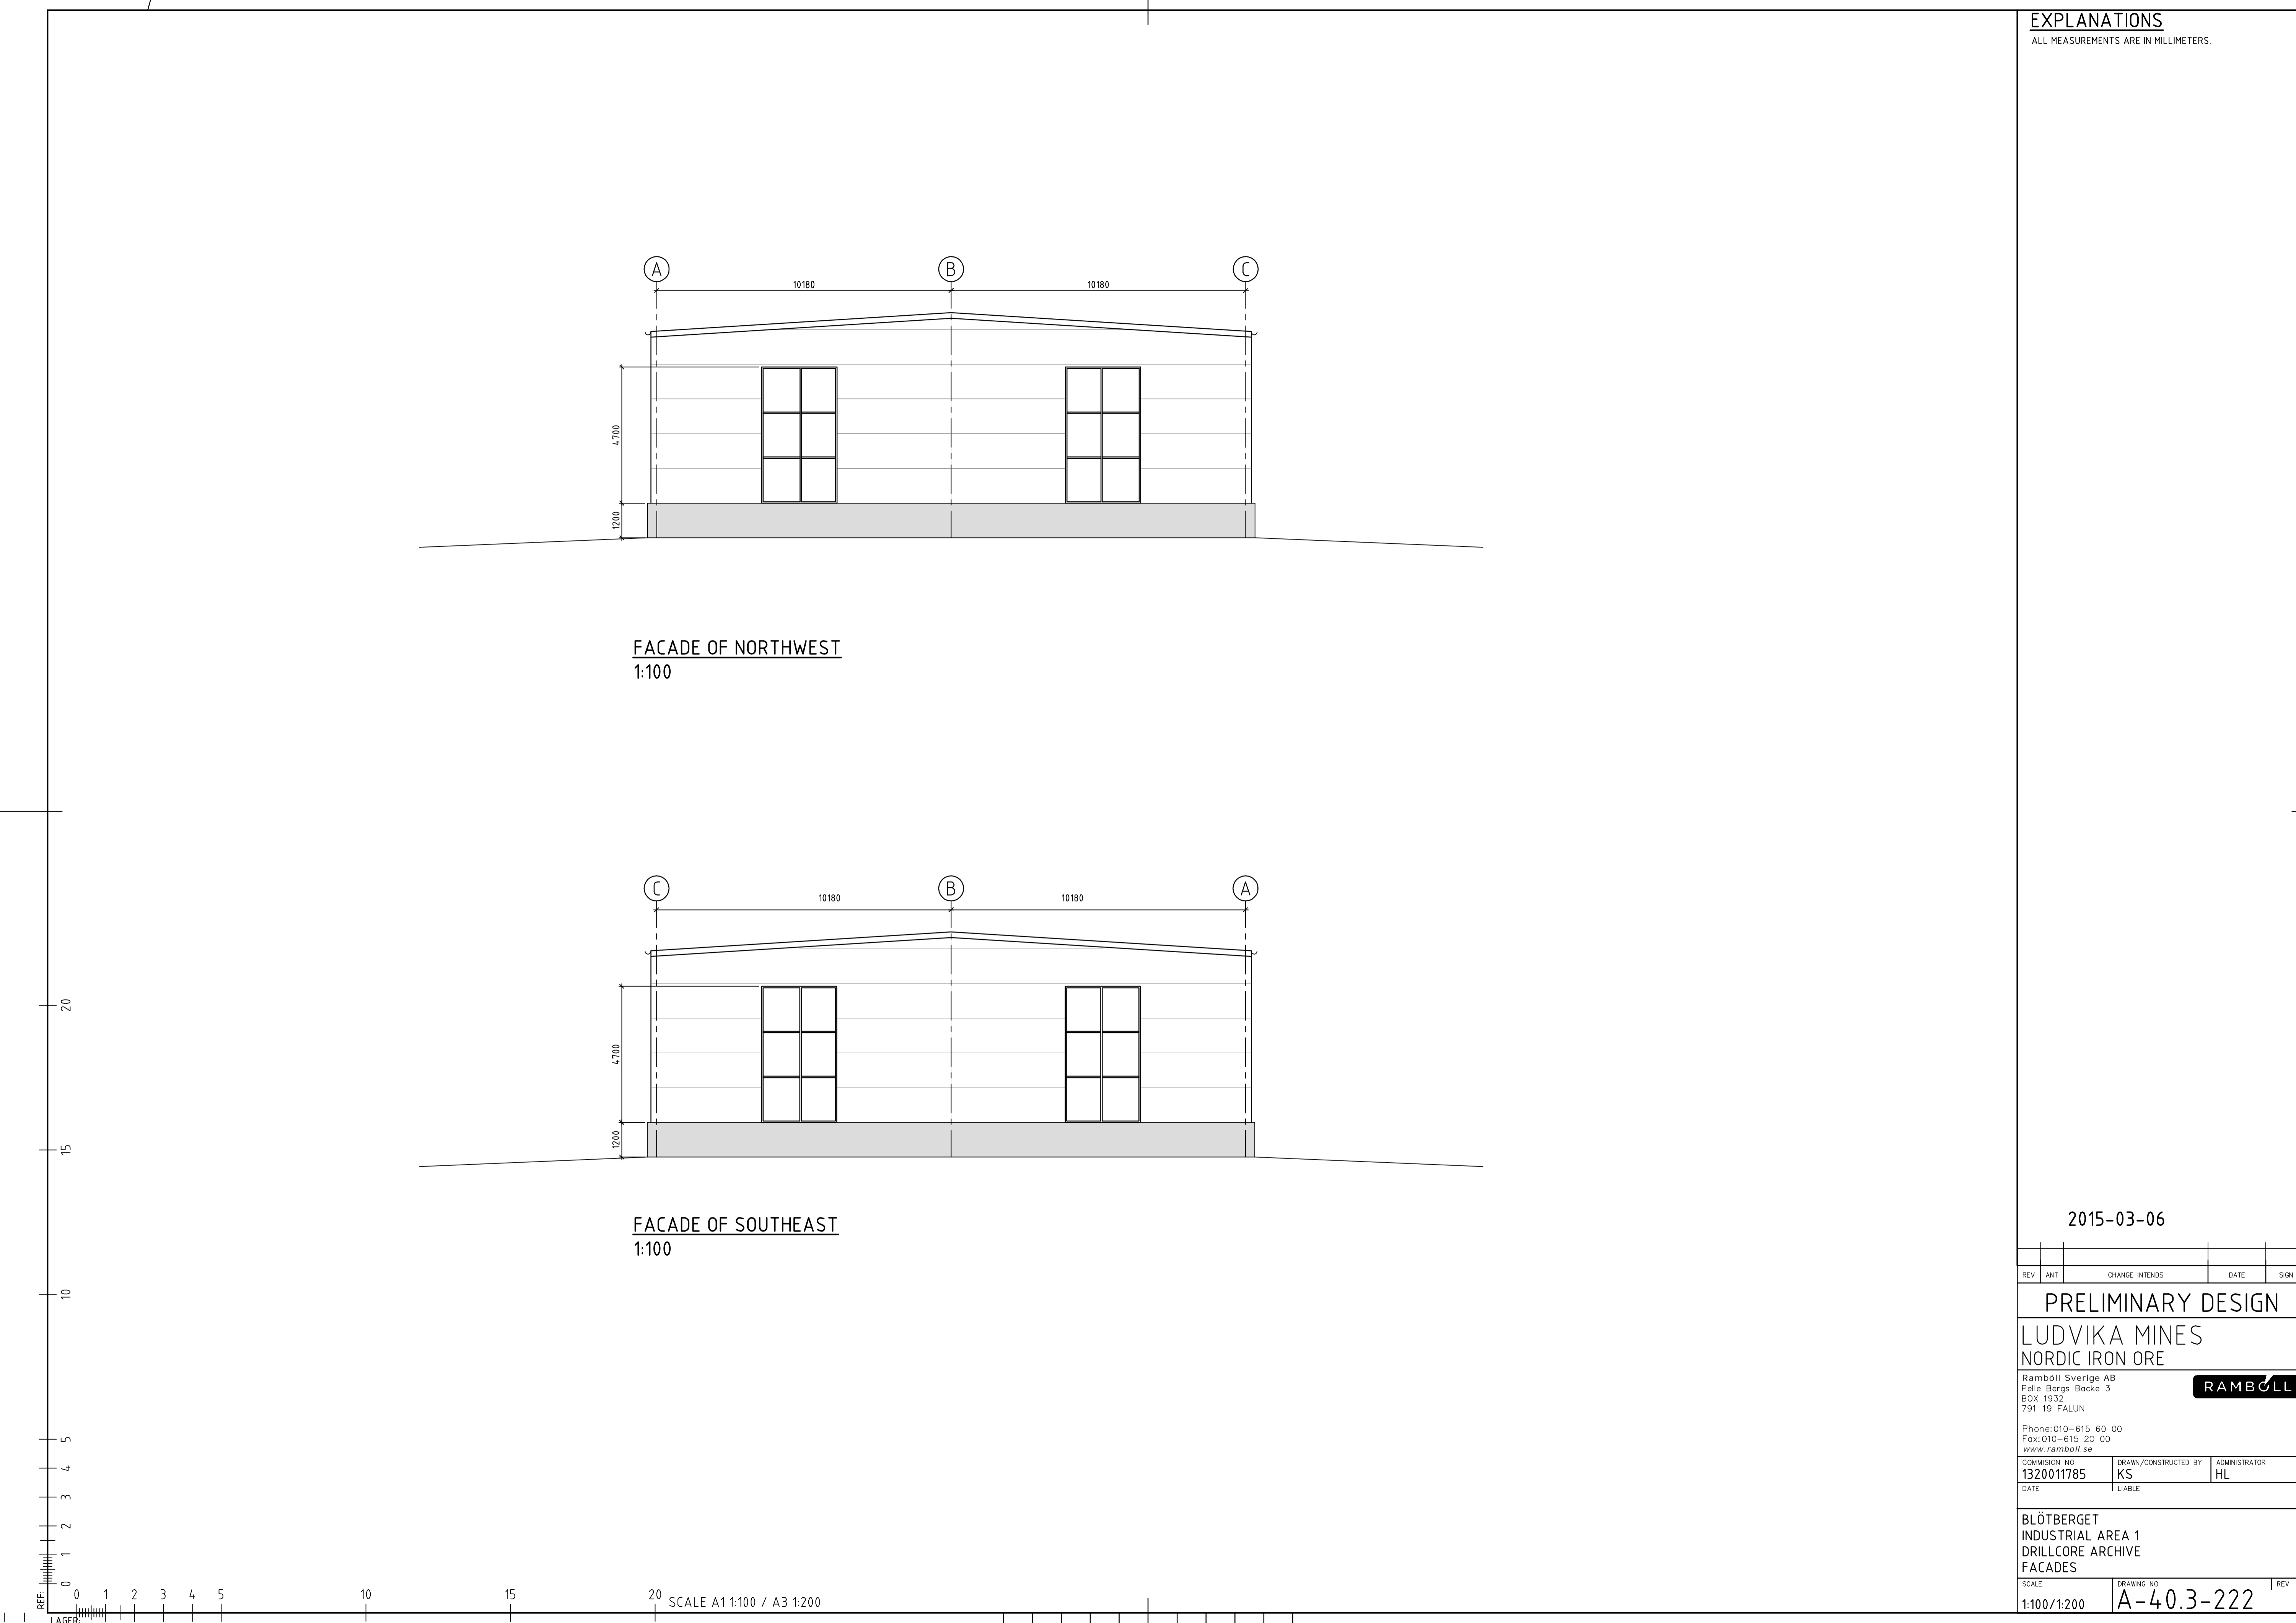 EXPLANATIONS
ALL MEASUREMENTS ARE IN MILLIMETERS.
A B C
10180 10180
4700
1200
FACADE OF NORTHWEST
1:100
C B A
10180 10180
4700
1200
FACADE OF SOUTHEAST
1:100
20
15
10
5
4
3
2
1
0
REF:
0 1 2 3 4 5 10 15 20 SCALE A1 1:100 / A3 1:200
LAGER:
2015-03-06
REV ANT CHANGE INTENDS DATE SIGN
PRELIMINARY DESIGN
LUDVIKA MINES
NORDIC IRON ORE
Ramböll Sverige AB
Pelle Bergs Backe 3
BOX 1932
791 19 FALUN
RAMBOLL
Phone:010-615 60 00
Fax:010-615 20 00
www.ramboll.se
COMMISION NO DRAWN/CONSTRUCTED BY ADMINISTRATOR
1320011785 KS HL
DATE LIABLE
BLÖTBERGET
INDUSTRIAL AREA 1
DRILLCORE ARCHIVE
FACADES
SCALE DRAWING NO REV
1:100/1:200 A-40.3-222